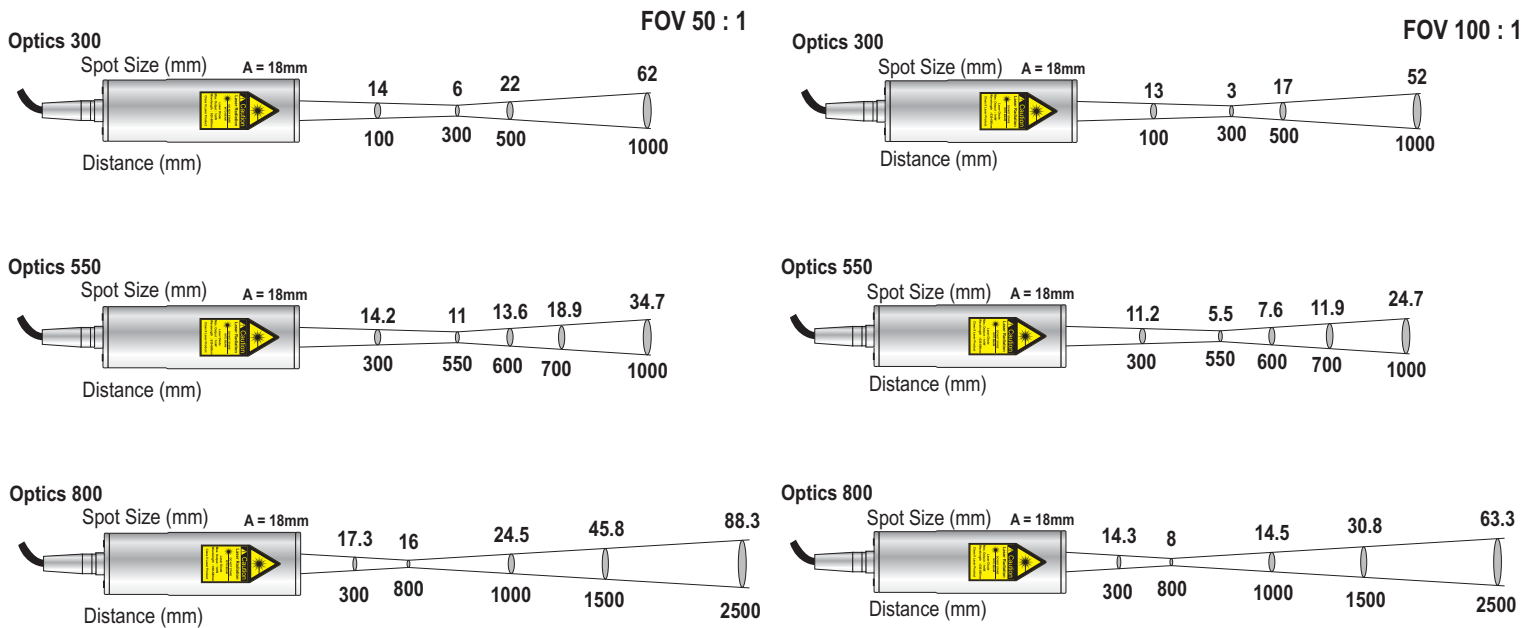 FOV 50 : 1
Optics 300
Spot Size (mm) A = 18mm 14 6 22 62
Caution
100 300 500 1000
Distance (mm)
Optics 550
Spot Size (mm) A = 18mm 14.2 11 13.6 18.9 34.7
Caution
300 550 600 700 1000
Distance (mm)
Optics 800
Spot Size (mm) A = 18mm 17.3 16 24.5 45.8 88.3
Caution
300 800 1000 1500 2500
Distance (mm)
FOV 100 : 1
Optics 300
Spot Size (mm) A = 18mm 13 3 17 52
Caution
100 300 500 1000
Distance (mm)
Optics 550
Spot Size (mm) A = 18mm 11.2 5.5 7.6 11.9 24.7
Caution
300 550 600 700 1000
Distance (mm)
Optics 800
Spot Size (mm) A = 18mm 14.3 8 14.5 30.8 63.3
Caution
300 800 1000 1500 2500
Distance (mm)